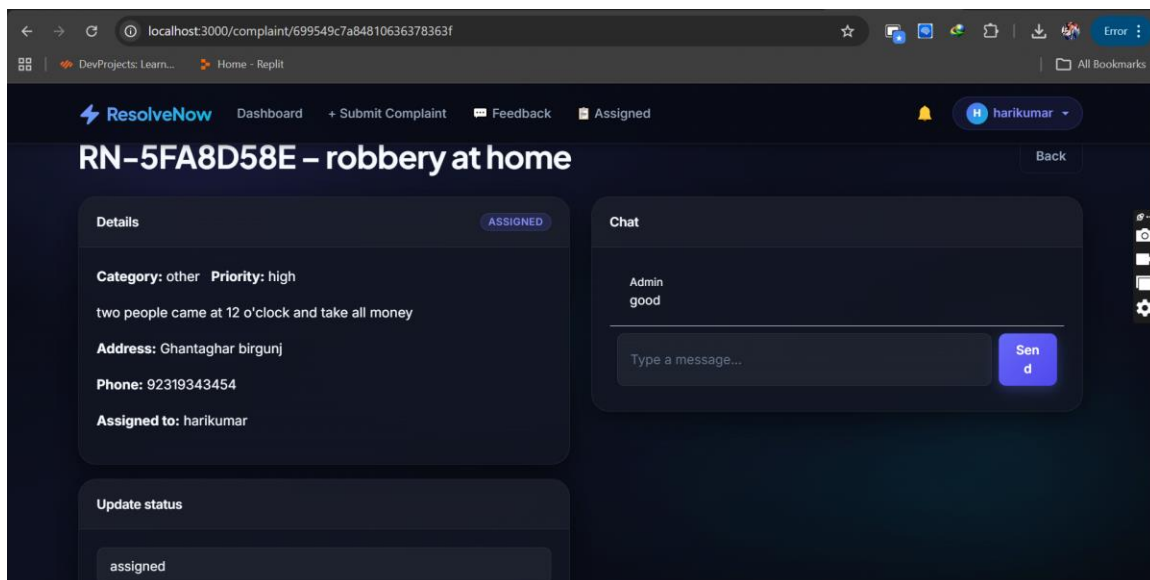 localhost:3000/complaint/699549c7a84810636378363f
Error
DevProjects: Learn...
Home - Replit
All Bookmarks
ResolveNow
Dashboard
+ Submit Complaint
Feedback
Assigned
H
harikumar
RN-5FA8D58E – robbery at home
Back
Details
ASSIGNED
Category: other Priority: high
two people came at 12 o'clock and take all money
Address: Ghantaghar birgunj
Phone: 92319343454
Assigned to: harikumar
Chat
Admin
good
Type a message...
Sen
d
Update status
assigned